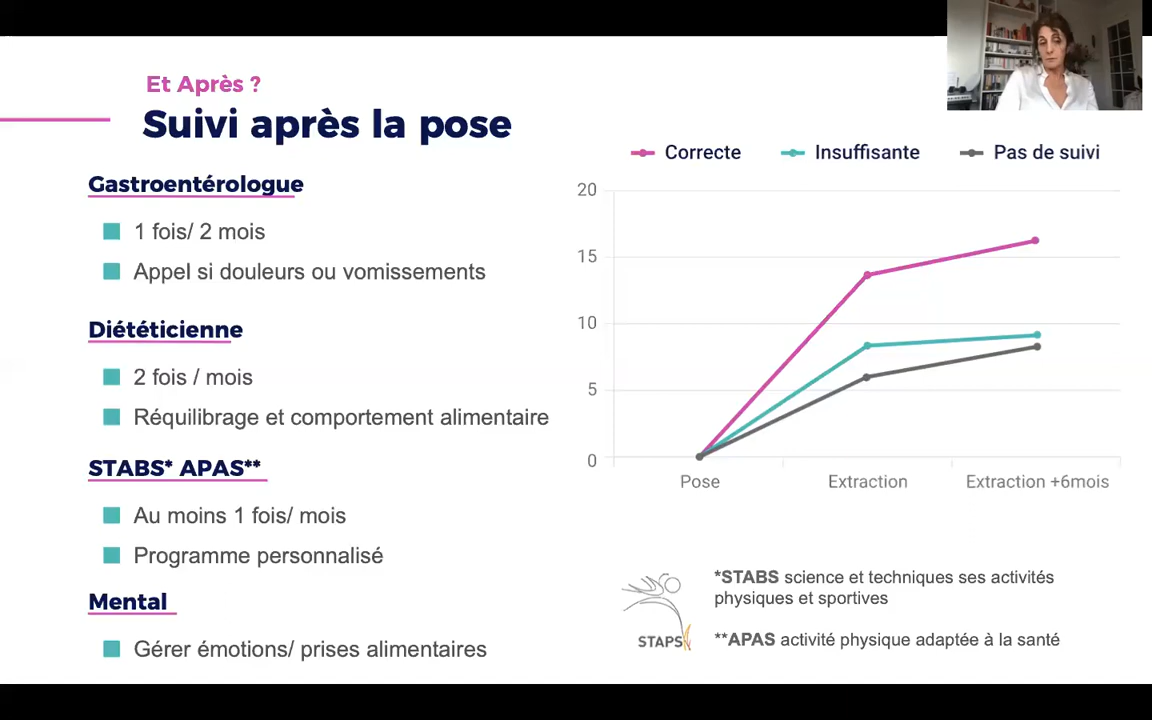 Et Après ?
Suivi après la pose
Gastroentérologue
1 fois/ 2 mois
Appel si douleurs ou vomissements
Diététicienne
2 fois / mois
Réquilibrage et comportement alimentaire
STABS* APAS**
Au moins 1 fois/ mois
Programme personnalisé
Mental
Gérer émotions/ prises alimentaires
Correcte Insuffisante Pas de suivi
20
15
10
5
0
Pose Extraction Extraction +6mois
STAPS
*STABS science et techniques ses activités
physiques et sportives
**APAS activité physique adaptée à la santé